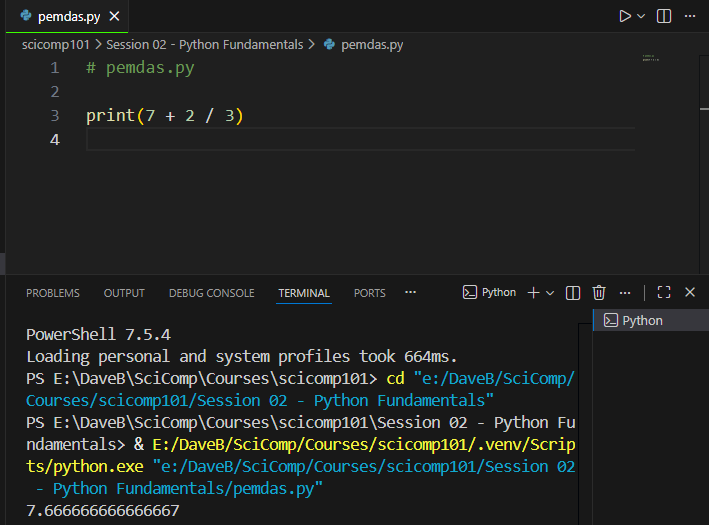 pemdas.py
scicomp101 > Session 02 - Python Fundamentals > pemdas.py
1 # pemdas.py
2
3 print(7 + 2 / 3)
4
PROBLEMS OUTPUT DEBUG CONSOLE TERMINAL PORTS ··· Python
Python
PowerShell 7.5.4
Loading personal and system profiles took 664ms.
PS E:\DaveB\SciComp\Courses\scicomp101> cd "e:/DaveB/SciComp/
Courses/scicomp101/Session 02 - Python Fundamentals"
PS E:\DaveB\SciComp\Courses\scicomp101\Session 02 - Python Fu
ndamentals> & E:/DaveB/SciComp/Courses/scicomp101/.venv/Scrip
ts/python.exe "e:/DaveB/SciComp/Courses/scicomp101/Session 02
 - Python Fundamentals/pemdas.py"
7.666666666666667